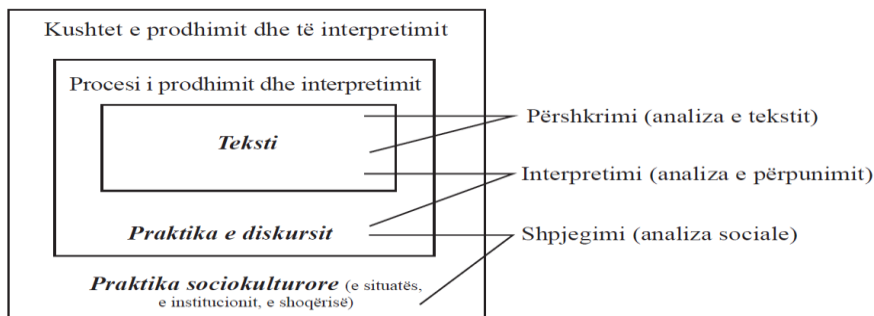 Kushtet e prodhimit dhe të interpretimit
Procesi i prodhimit dhe interpretimit
Teksti
Përshkrimi (analiza e tekstit)
Interpretimi (analiza e përpunimit)
Praktika e diskursit
Shpjegimi (analiza sociale)
Praktika sociokulturore (e situatës,
e institucionit, e shoqërisë)